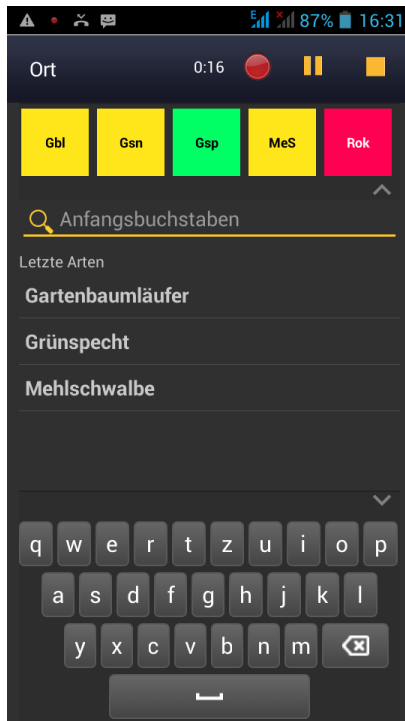 87% 16:31
Ort 0:16
Gbl Gsn Gsp MeS Rok
Anfangsbuchstaben
Letzte Arten
Gartenbaumläufer
Grünspecht
Mehlschwalbe
q w e r t z u i o p
a s d f g h j k l
y x c v b n m